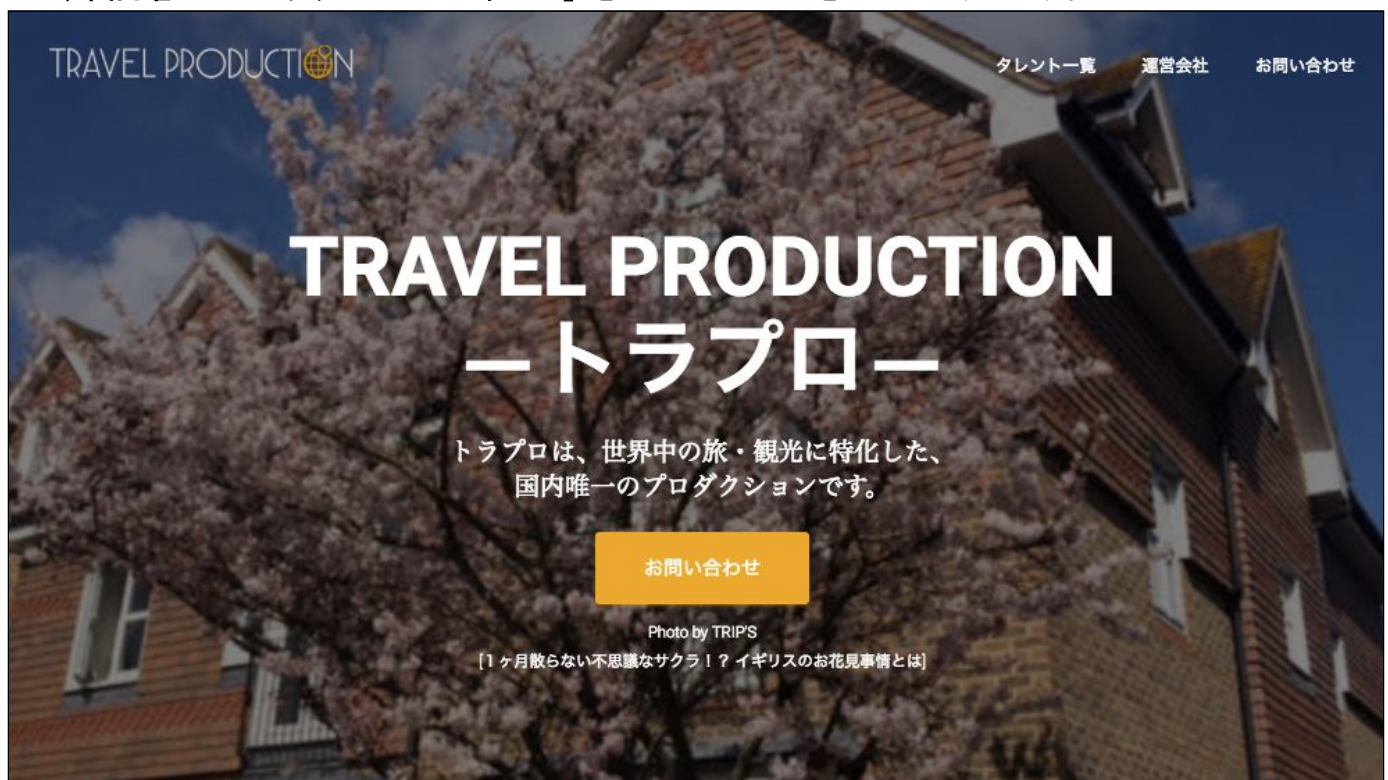 TRAVEL PRODUCTION
タレント一覧 運営会社 お問い合わせ
TRAVEL PRODUCTION
ートラプロー
トラプロは、世界中の旅・観光に特化した、
国内唯一のプロダクションです。
お問い合わせ
Photo by TRIP'S
[1ヶ月散らない不思議なサクラ！？イギリスのお花見事情とは]